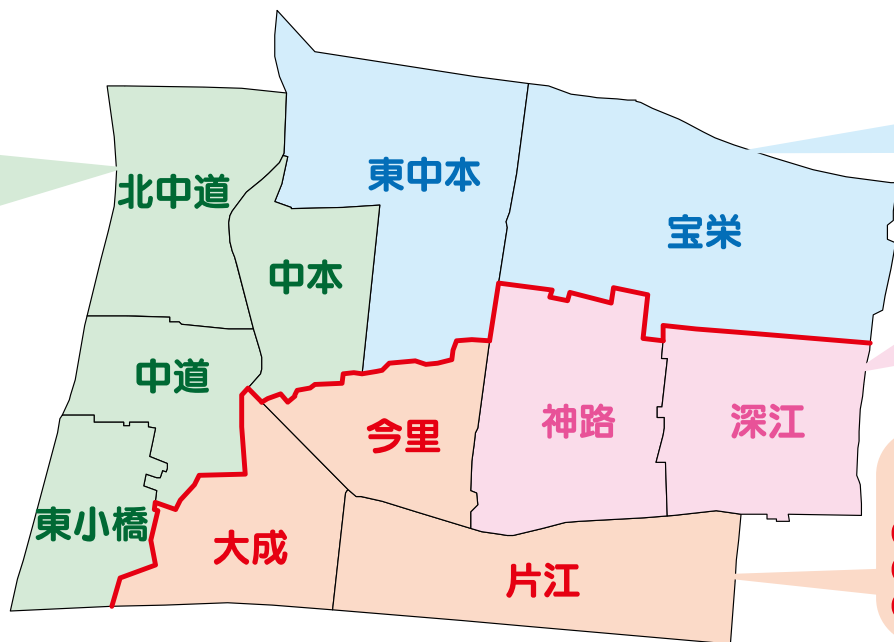 東中本
北中道
宝栄
中本
中道
今里
神路
深江
東小橋
大成
片江